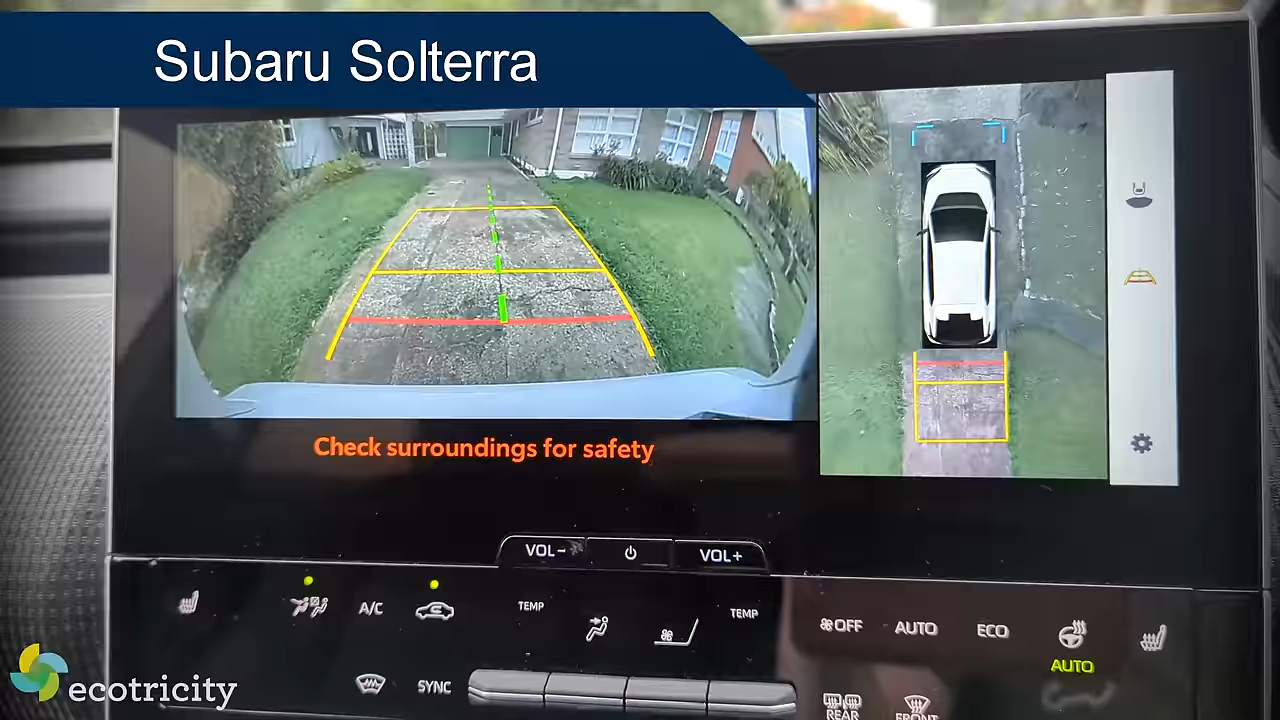 Subaru Solterra
Check surroundings for safety
VOL- VOL+
A/C TEMP TEMP OFF AUTO ECO
AUTO
SYNC
REAR FRONT
ecotricity